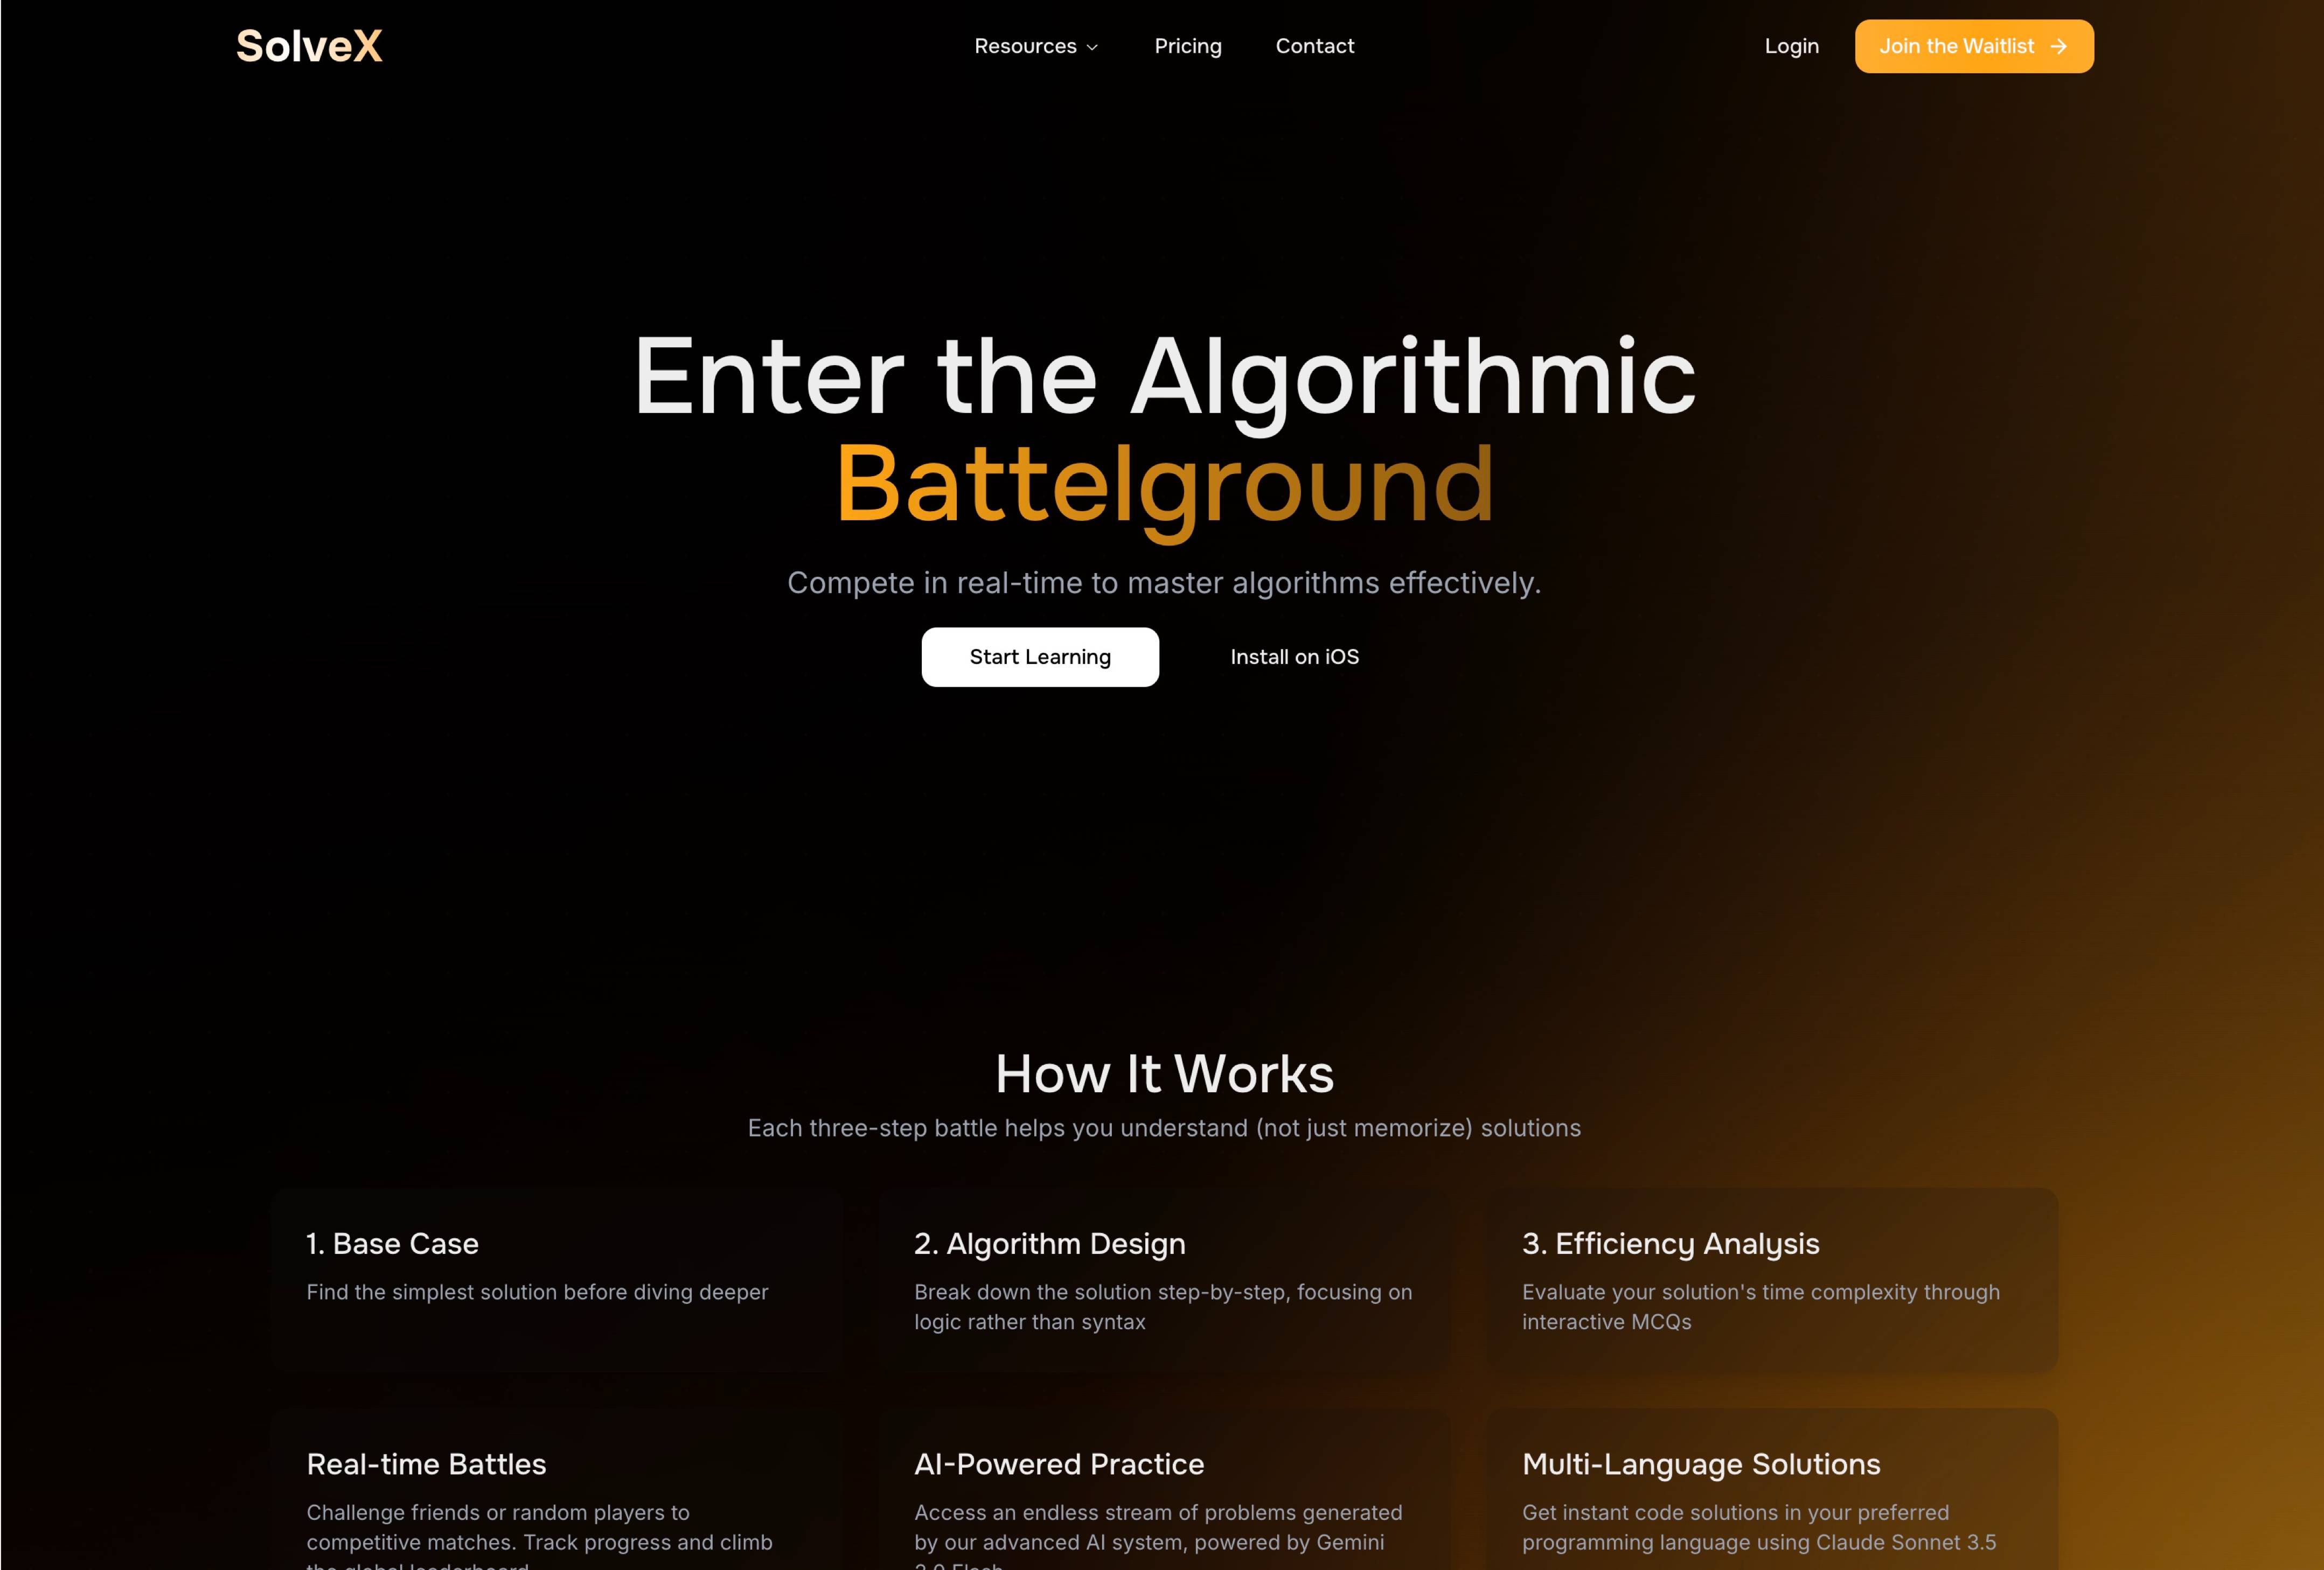 SolveX
Resources
Pricing
Contact
Login
Join the Waitlist →
Enter the Algorithmic
Battelground
Compete in real-time to master algorithms effectively.
Start Learning
Install on iOS
How It Works
Each three-step battle helps you understand (not just memorize) solutions
1. Base Case
Find the simplest solution before diving deeper
2. Algorithm Design
Break down the solution step-by-step, focusing on
logic rather than syntax
3. Efficiency Analysis
Evaluate your solution's time complexity through
interactive MCQs
Real-time Battles
Challenge friends or random players to
competitive matches. Track progress and climb
the global leaderboard
AI-Powered Practice
Access an endless stream of problems generated
by our advanced AI system, powered by Gemini
2.0 Flash
Multi-Language Solutions
Get instant code solutions in your preferred
programming language using Claude Sonnet 3.5